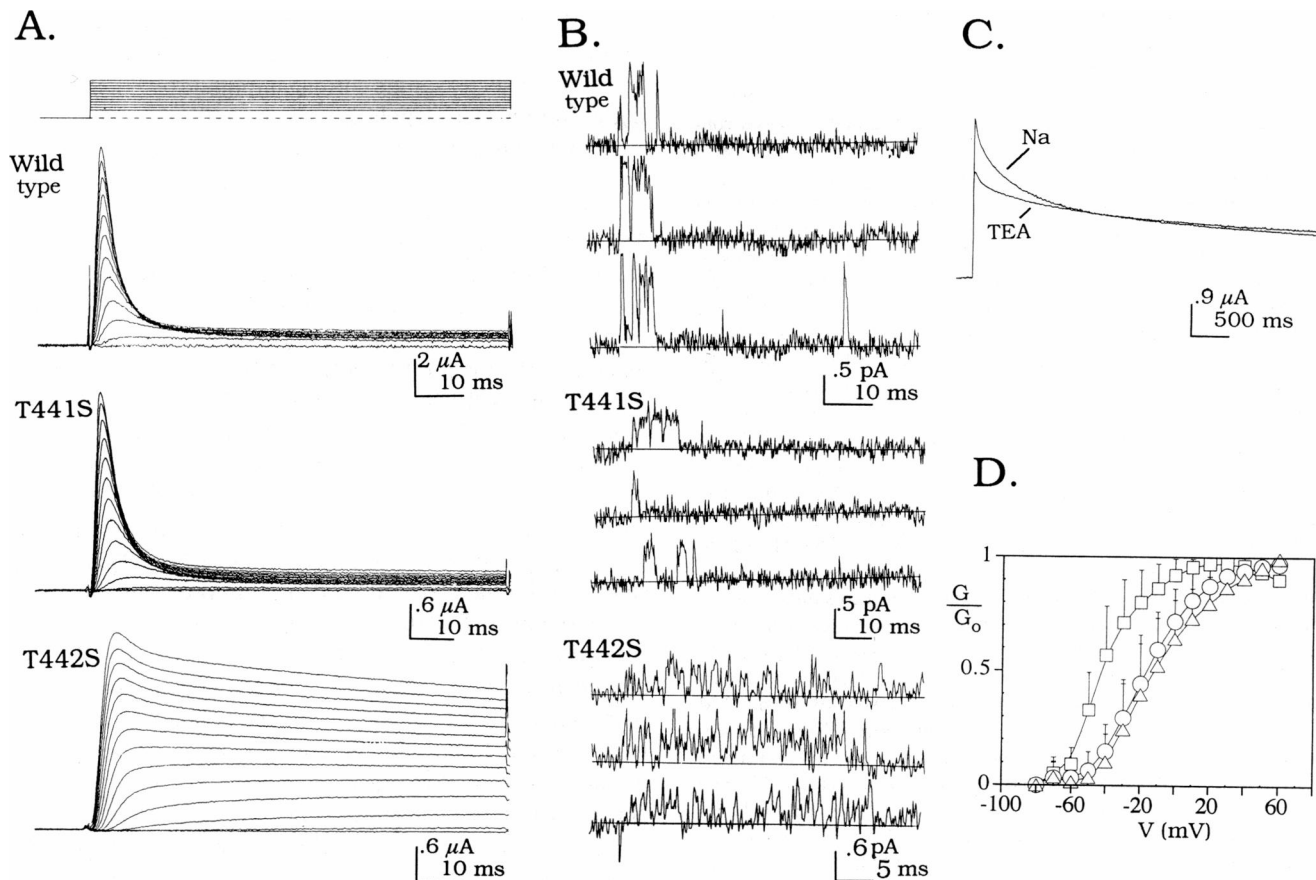 A.
Wild
type
2 μA
10 ms
T441S
.6 μA
10 ms
T442S
.6 μA
10 ms
B.
Wild
type
.5 pA
10 ms
T441S
.5 pA
10 ms
T442S
.6 pA
5 ms
C.
Na
TEA
.9 μA
500 ms
D.
1
G
G₀
0.5
0
-100 -60 -20 20 60
V (mV)